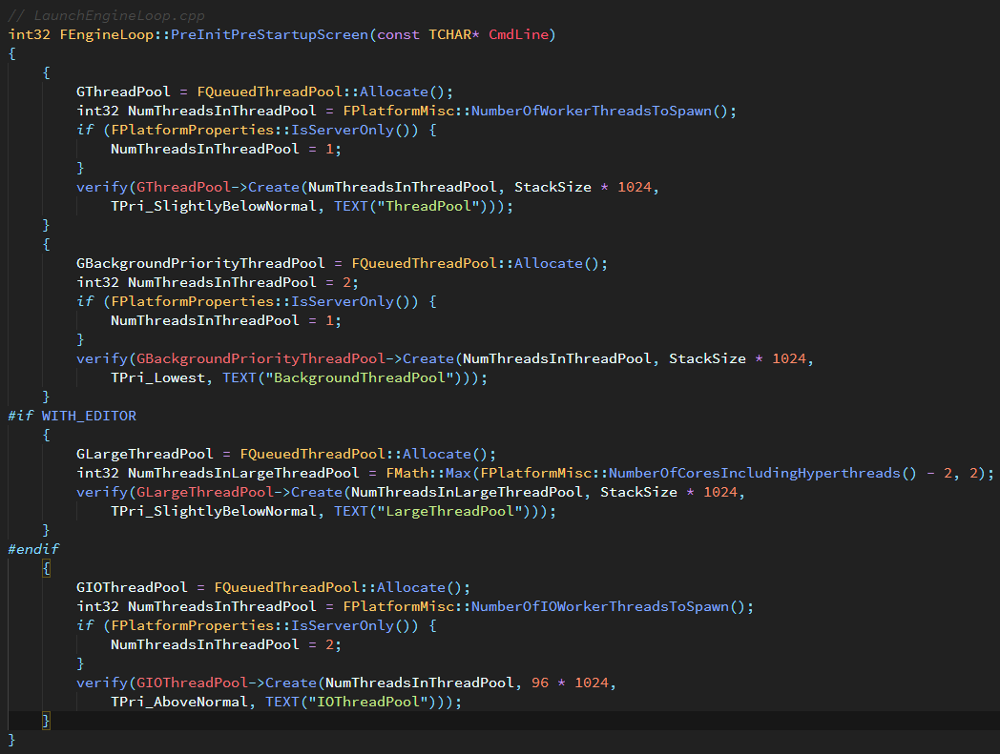 // LaunchEngineLoop.cpp
int32 FEngineLoop::PreInitPreStartupScreen(const TCHAR* CmdLine)
{
    {
        GThreadPool = FQueuedThreadPool::Allocate();
        int32 NumThreadsInThreadPool = FPlatformMisc::NumberOfWorkerThreadsToSpawn();
        if (FPlatformProperties::IsServerOnly()) {
            NumThreadsInThreadPool = 1;
        }
        verify(GThreadPool->Create(NumThreadsInThreadPool, StackSize * 1024,
            TPri_SlightlyBelowNormal, TEXT("ThreadPool")));
    }
    {
        GBackgroundPriorityThreadPool = FQueuedThreadPool::Allocate();
        int32 NumThreadsInThreadPool = 2;
        if (FPlatformProperties::IsServerOnly()) {
            NumThreadsInThreadPool = 1;
        }
        verify(GBackgroundPriorityThreadPool->Create(NumThreadsInThreadPool, StackSize * 1024,
            TPri_Lowest, TEXT("BackgroundThreadPool")));
    }
#if WITH_EDITOR
    {
        GLargeThreadPool = FQueuedThreadPool::Allocate();
        int32 NumThreadsInLargeThreadPool = FMath::Max(FPlatformMisc::NumberOfCoresIncludingHyperthreads() - 2, 2);
        verify(GLargeThreadPool->Create(NumThreadsInLargeThreadPool, StackSize * 1024,
            TPri_SlightlyBelowNormal, TEXT("LargeThreadPool")));
    }
#endif
    {
        GIOThreadPool = FQueuedThreadPool::Allocate();
        int32 NumThreadsInThreadPool = FPlatformMisc::NumberOfIOWorkerThreadsToSpawn();
        if (FPlatformProperties::IsServerOnly()) {
            NumThreadsInThreadPool = 2;
        }
        verify(GIOThreadPool->Create(NumThreadsInThreadPool, 96 * 1024,
            TPri_AboveNormal, TEXT("IOThreadPool")));
    }
}